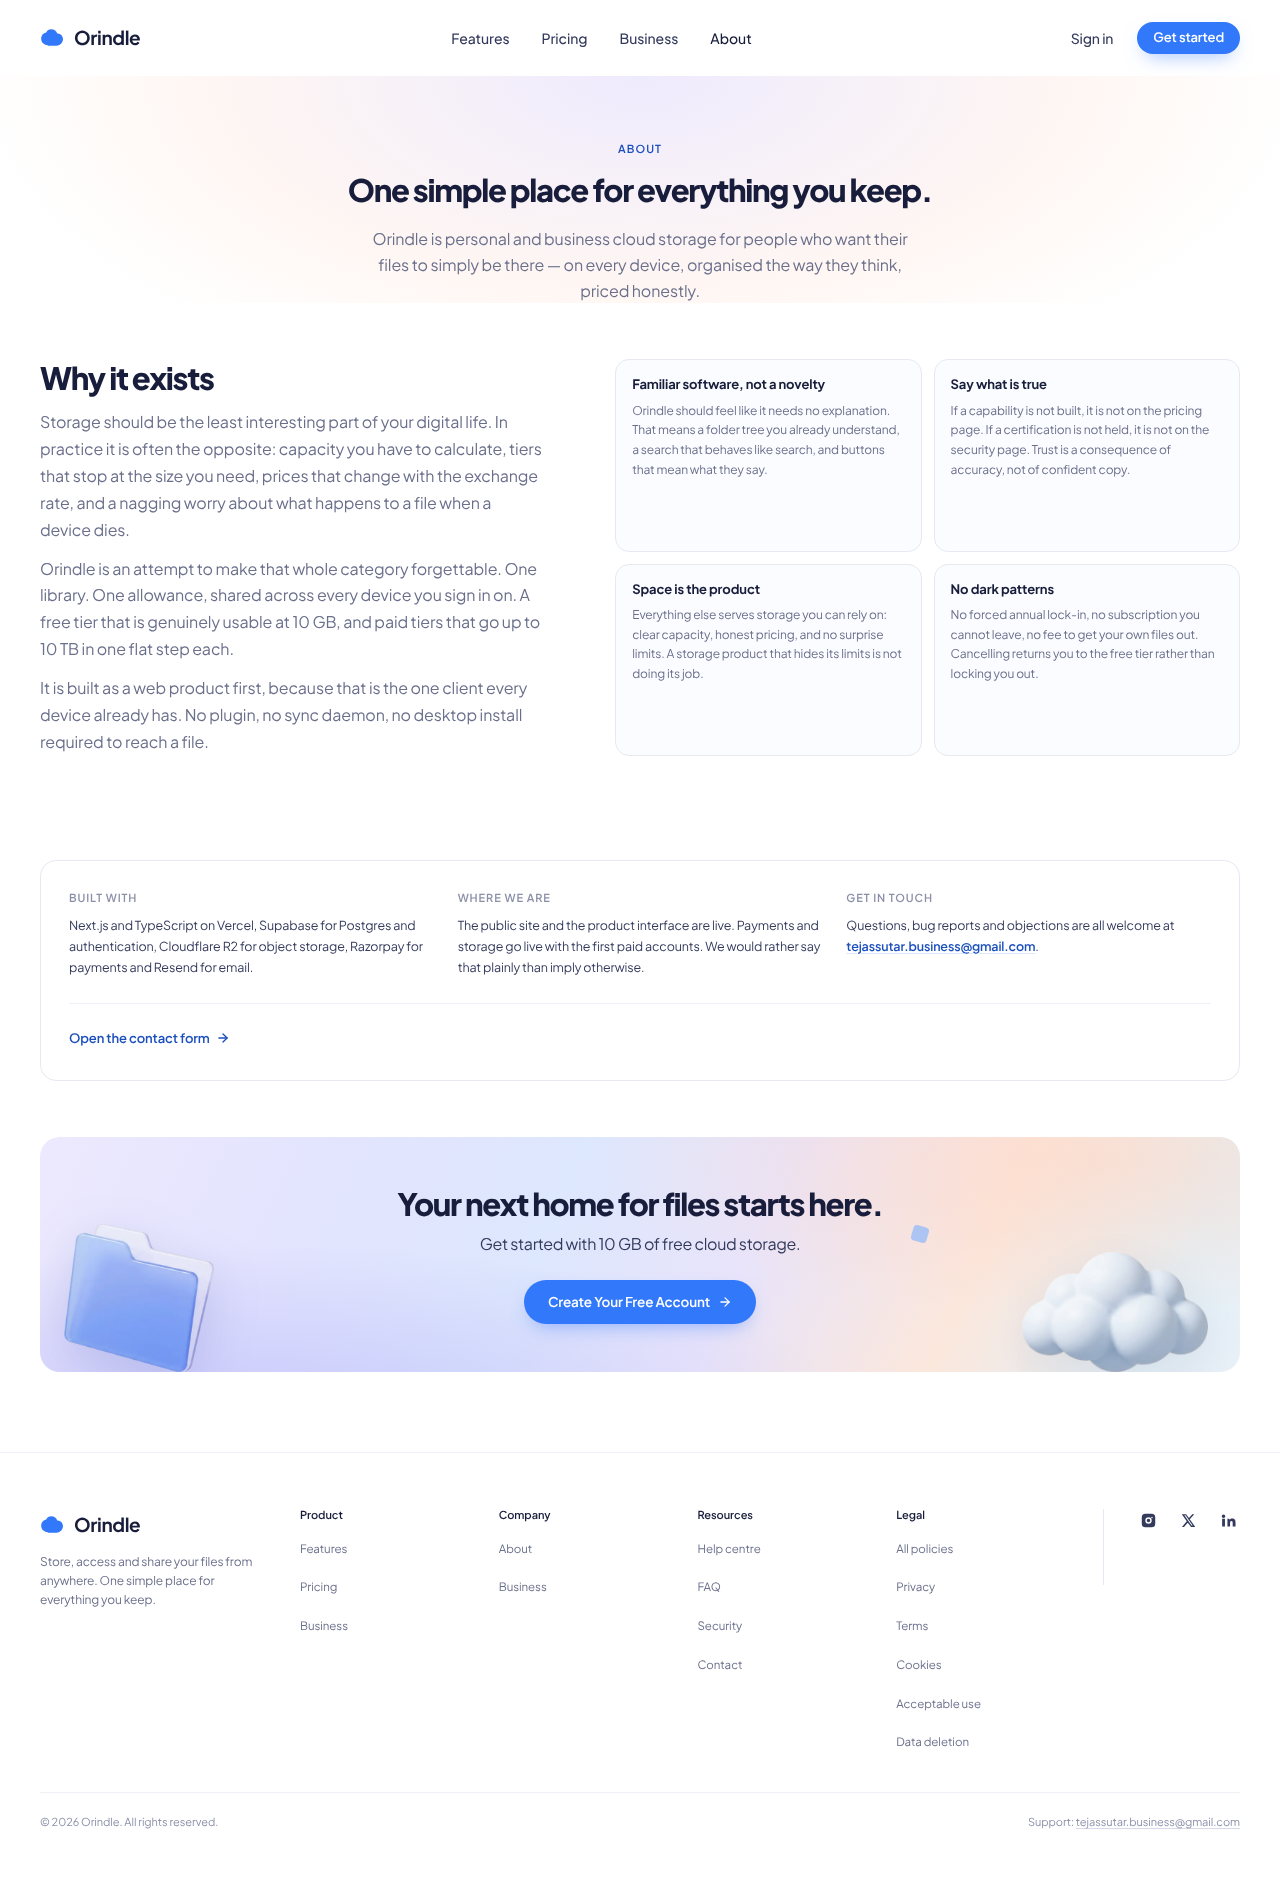 Orindle
Features
Pricing
Business
About
Sign in
Get started
ABOUT
One simple place for everything you keep.
Orindle is personal and business cloud storage for people who want their
files to simply be there — on every device, organised the way they think,
priced honestly.
Why it exists
Storage should be the least interesting part of your digital life. In
practice it is often the opposite: capacity you have to calculate, tiers
that stop at the size you need, prices that change with the exchange
rate, and a nagging worry about what happens to a file when a
device dies.
Orindle is an attempt to make that whole category forgettable. One
library. One allowance, shared across every device you sign in on. A
free tier that is genuinely usable at 10 GB, and paid tiers that go up to
10 TB in one flat step each.
It is built as a web product first, because that is the one client every
device already has. No plugin, no sync daemon, no desktop install
required to reach a file.
Familiar software, not a novelty
Orindle should feel like it needs no explanation.
That means a folder tree you already understand,
a search that behaves like search, and buttons
that mean what they say.
Say what is true
If a capability is not built, it is not on the pricing
page. If a certification is not held, it is not on the
security page. Trust is a consequence of
accuracy, not of confident copy.
Space is the product
Everything else serves storage you can rely on:
clear capacity, honest pricing, and no surprise
limits. A storage product that hides its limits is not
doing its job.
No dark patterns
No forced annual lock-in, no subscription you
cannot leave, no fee to get your own files out.
Cancelling returns you to the free tier rather than
locking you out.
BUILT WITH
Next.js and TypeScript on Vercel, Supabase for Postgres and
authentication, Cloudflare R2 for object storage, Razorpay for
payments and Resend for email.
WHERE WE ARE
The public site and the product interface are live. Payments and
storage go live with the first paid accounts. We would rather say
that plainly than imply otherwise.
GET IN TOUCH
Questions, bug reports and objections are all welcome at
tejassutar.business@gmail.com.
Open the contact form →
Your next home for files starts here.
Get started with 10 GB of free cloud storage.
Create Your Free Account →
Orindle
Store, access and share your files from
anywhere. One simple place for
everything you keep.
Product
Features
Pricing
Business
Company
About
Business
Resources
Help centre
FAQ
Security
Contact
Legal
All policies
Privacy
Terms
Cookies
Acceptable use
Data deletion
© 2026 Orindle. All rights reserved.
Support: tejassutar.business@gmail.com